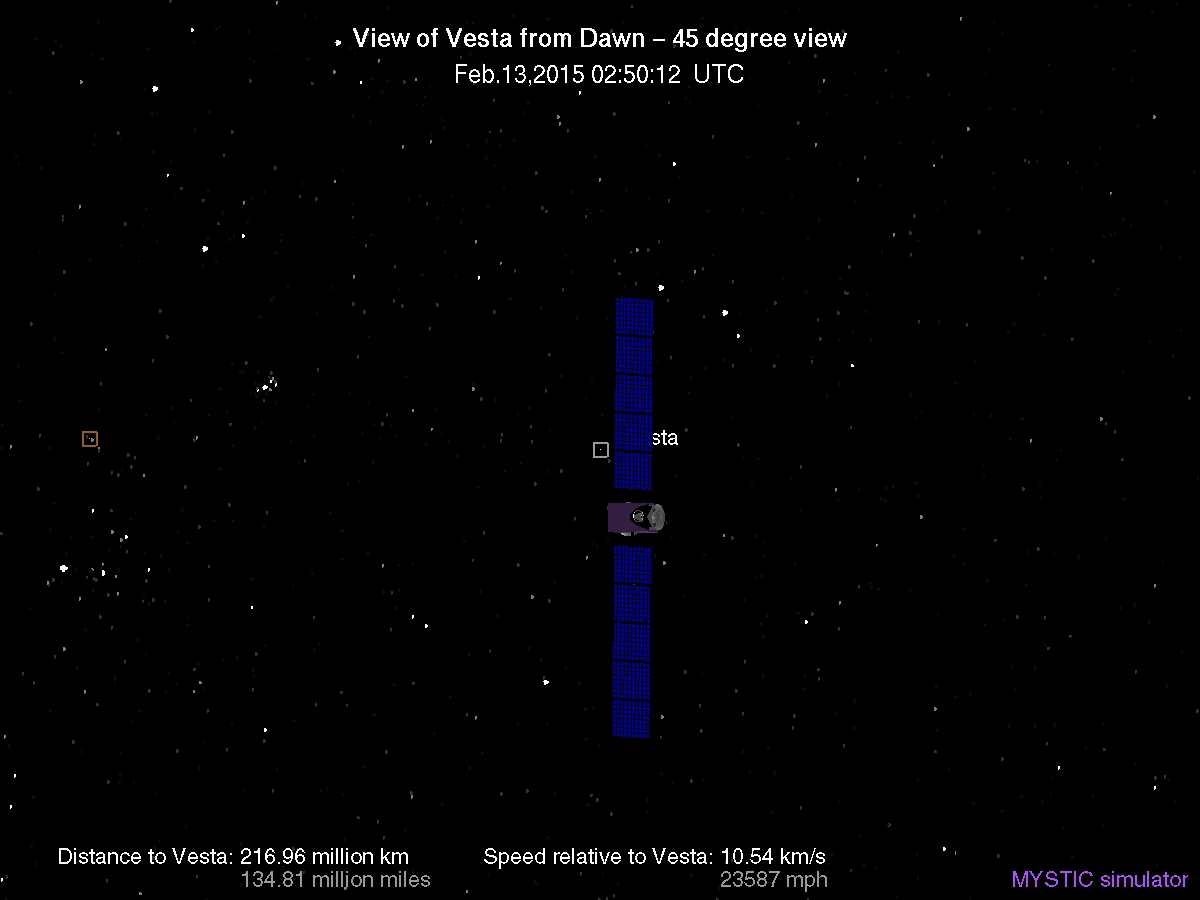 View of Vesta from Dawn – 45 degree view
Feb.13,2015 02:50:12 UTC
sta
Distance to Vesta: 216.96 million km
134.81 million miles
Speed relative to Vesta: 10.54 km/s
23587 mph
MYSTIC simulator